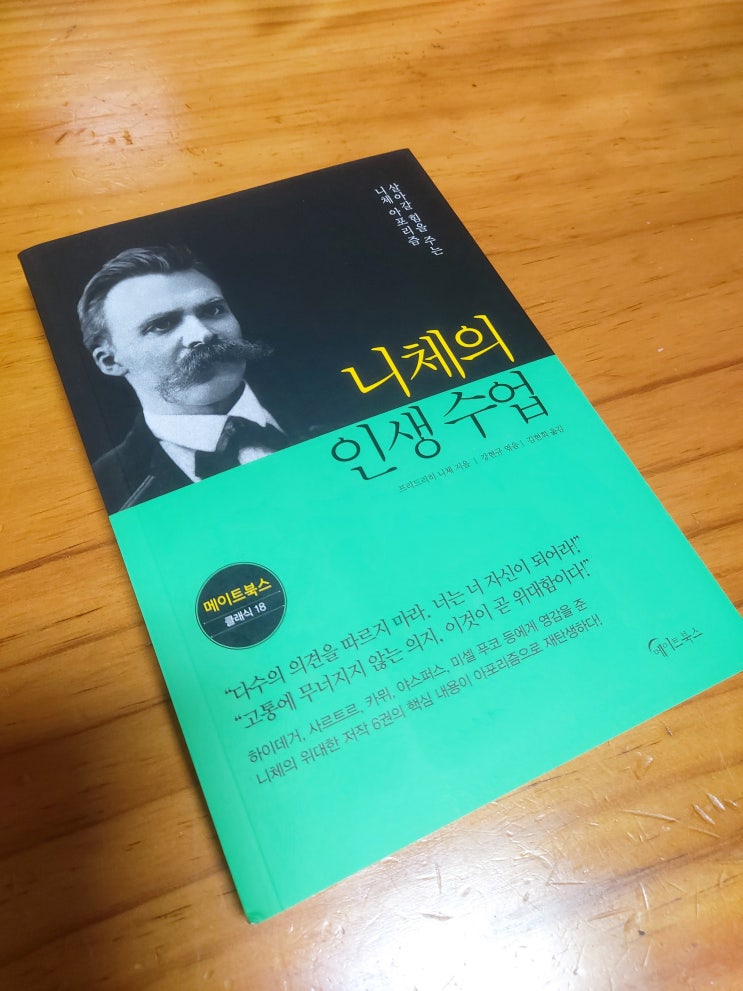 살아갈 힘을 주는
니체 아포리즘
니체의
인생 수업
프리드리히 니체 지음 | 강현규 엮음 | 김현희 옮김
메이트북스
클래식 18
“다수의 의견을 따르지 마라. 너는 너 자신이 되어라!”
“고통에 무너지지 않는 의지, 이것이 곧 위대함이다!”
하이데거, 사르트르, 카뮈, 야스퍼스, 미셸 푸코 등에게 영감을 준
니체의 위대한 저작 6권의 핵심 내용이 아포리즘으로 재탄생하다!
메이트북스